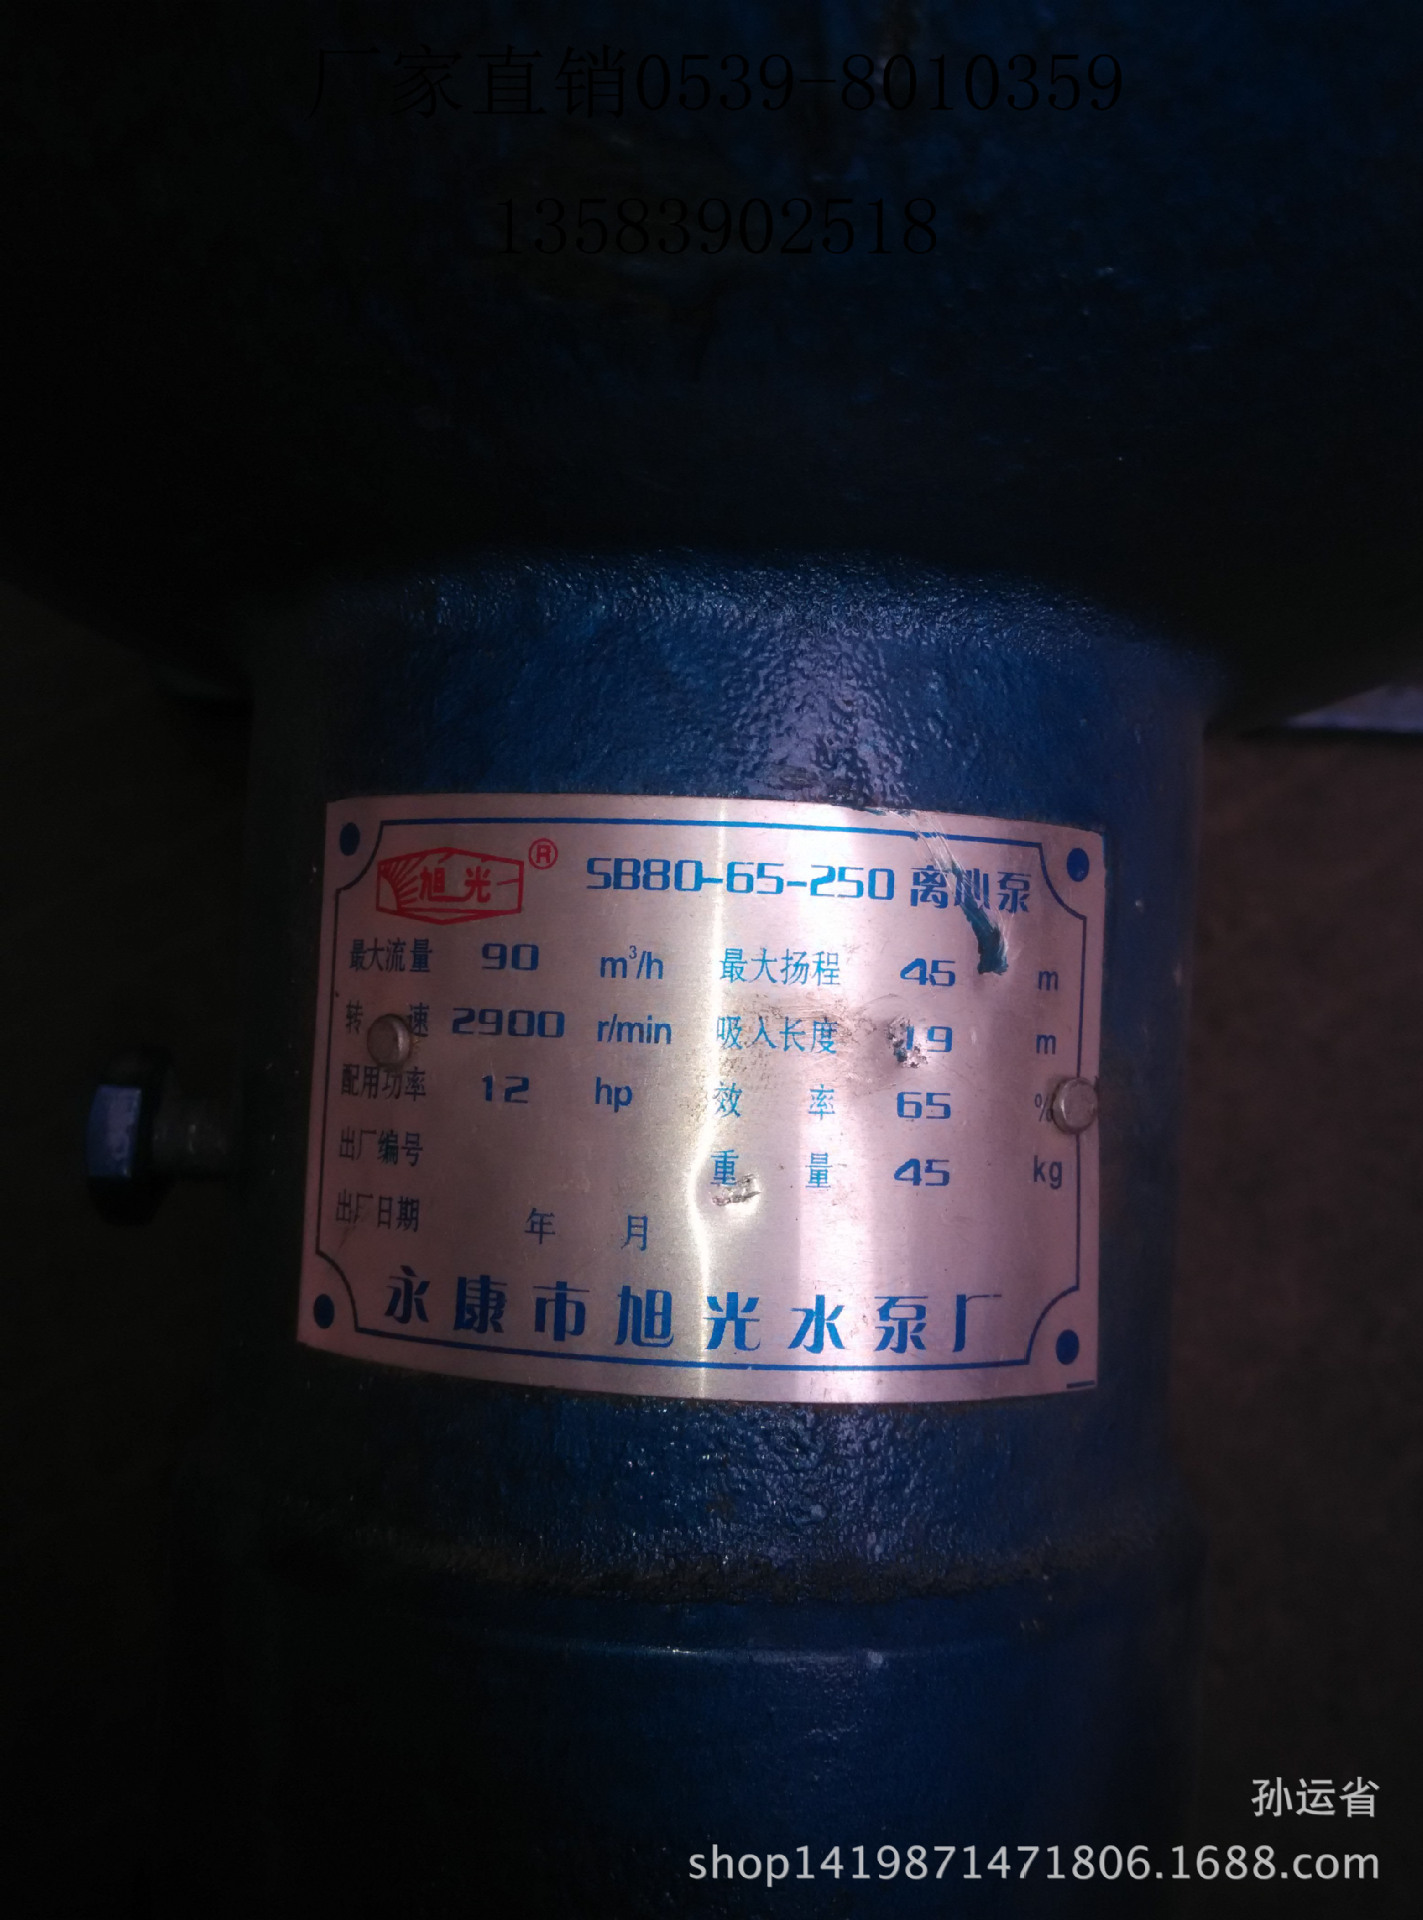 厂家直销0539-8010359
13583902518
旭光® SB80-65-250 离心泵
最大流量 90 m³/h 最大扬程 45 m
转速 2900 r/min 吸入长度 19 m
配用功率 12 hp 效率 65 %
出厂编号 重量 45 kg
出厂日期 年 月
永康市旭光水泵厂
孙运省
shop1419871471806.1688.com